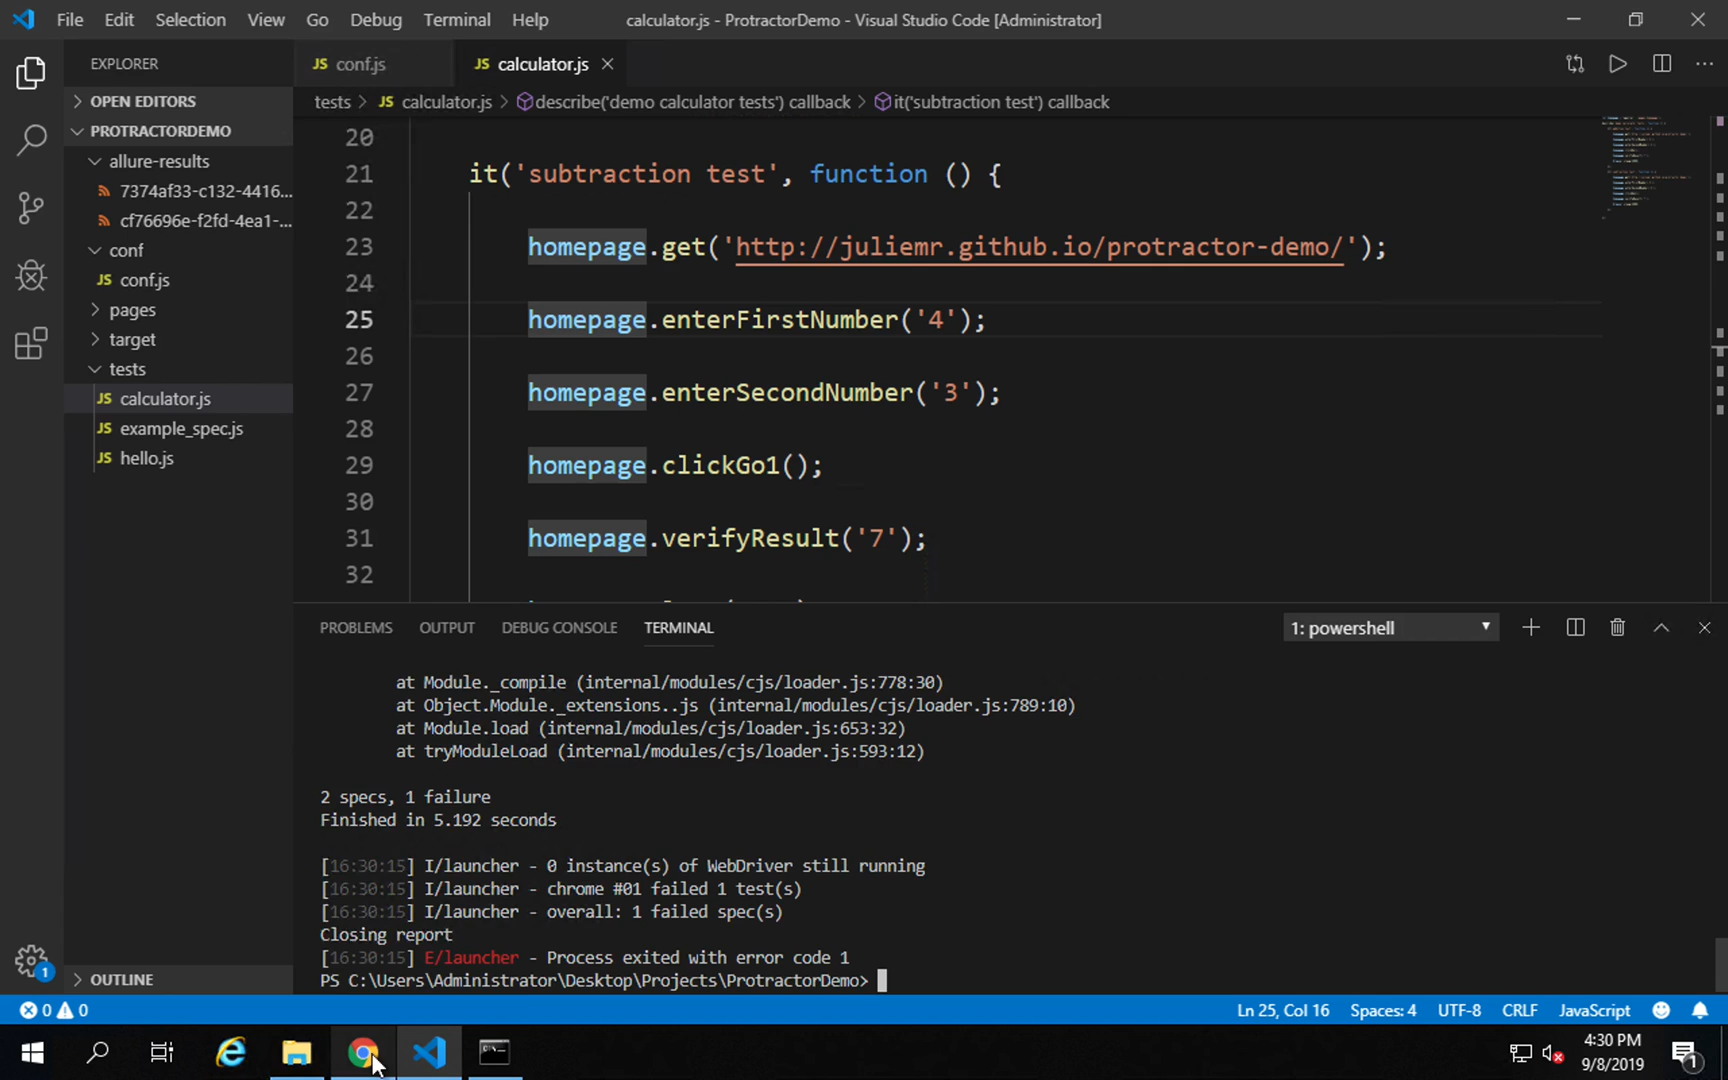 File Edit Selection View Go Debug Terminal Help calculator.js - ProtractorDemo - Visual Studio Code [Administrator]
EXPLORER
OPEN EDITORS
PROTRACTORDEMO
allure-results
7374af33-c132-4416...
cf76696e-f2fd-4ea1-...
conf
JS conf.js
pages
target
tests
JS calculator.js
JS example_spec.js
JS hello.js
OUTLINE
JS conf.js JS calculator.js
tests > JS calculator.js > describe('demo calculator tests') callback > it('subtraction test') callback
20
21 it('subtraction test', function () {
22
23 homepage.get('http://juliemr.github.io/protractor-demo/');
24
25 homepage.enterFirstNumber('4');
26
27 homepage.enterSecondNumber('3');
28
29 homepage.clickGo1();
30
31 homepage.verifyResult('7');
32
PROBLEMS OUTPUT DEBUG CONSOLE TERMINAL 1: powershell
at Module._compile (internal/modules/cjs/loader.js:778:30)
at Object.Module._extensions..js (internal/modules/cjs/loader.js:789:10)
at Module.load (internal/modules/cjs/loader.js:653:32)
at tryModuleLoad (internal/modules/cjs/loader.js:593:12)
2 specs, 1 failure
Finished in 5.192 seconds
[16:30:15] I/launcher - 0 instance(s) of WebDriver still running
[16:30:15] I/launcher - chrome #01 failed 1 test(s)
[16:30:15] I/launcher - overall: 1 failed spec(s)
Closing report
[16:30:15] E/launcher - Process exited with error code 1
PS C:\Users\Administrator\Desktop\Projects\ProtractorDemo>
1
0 0 Ln 25, Col 16 Spaces: 4 UTF-8 CRLF JavaScript
4:30 PM
9/8/2019
1